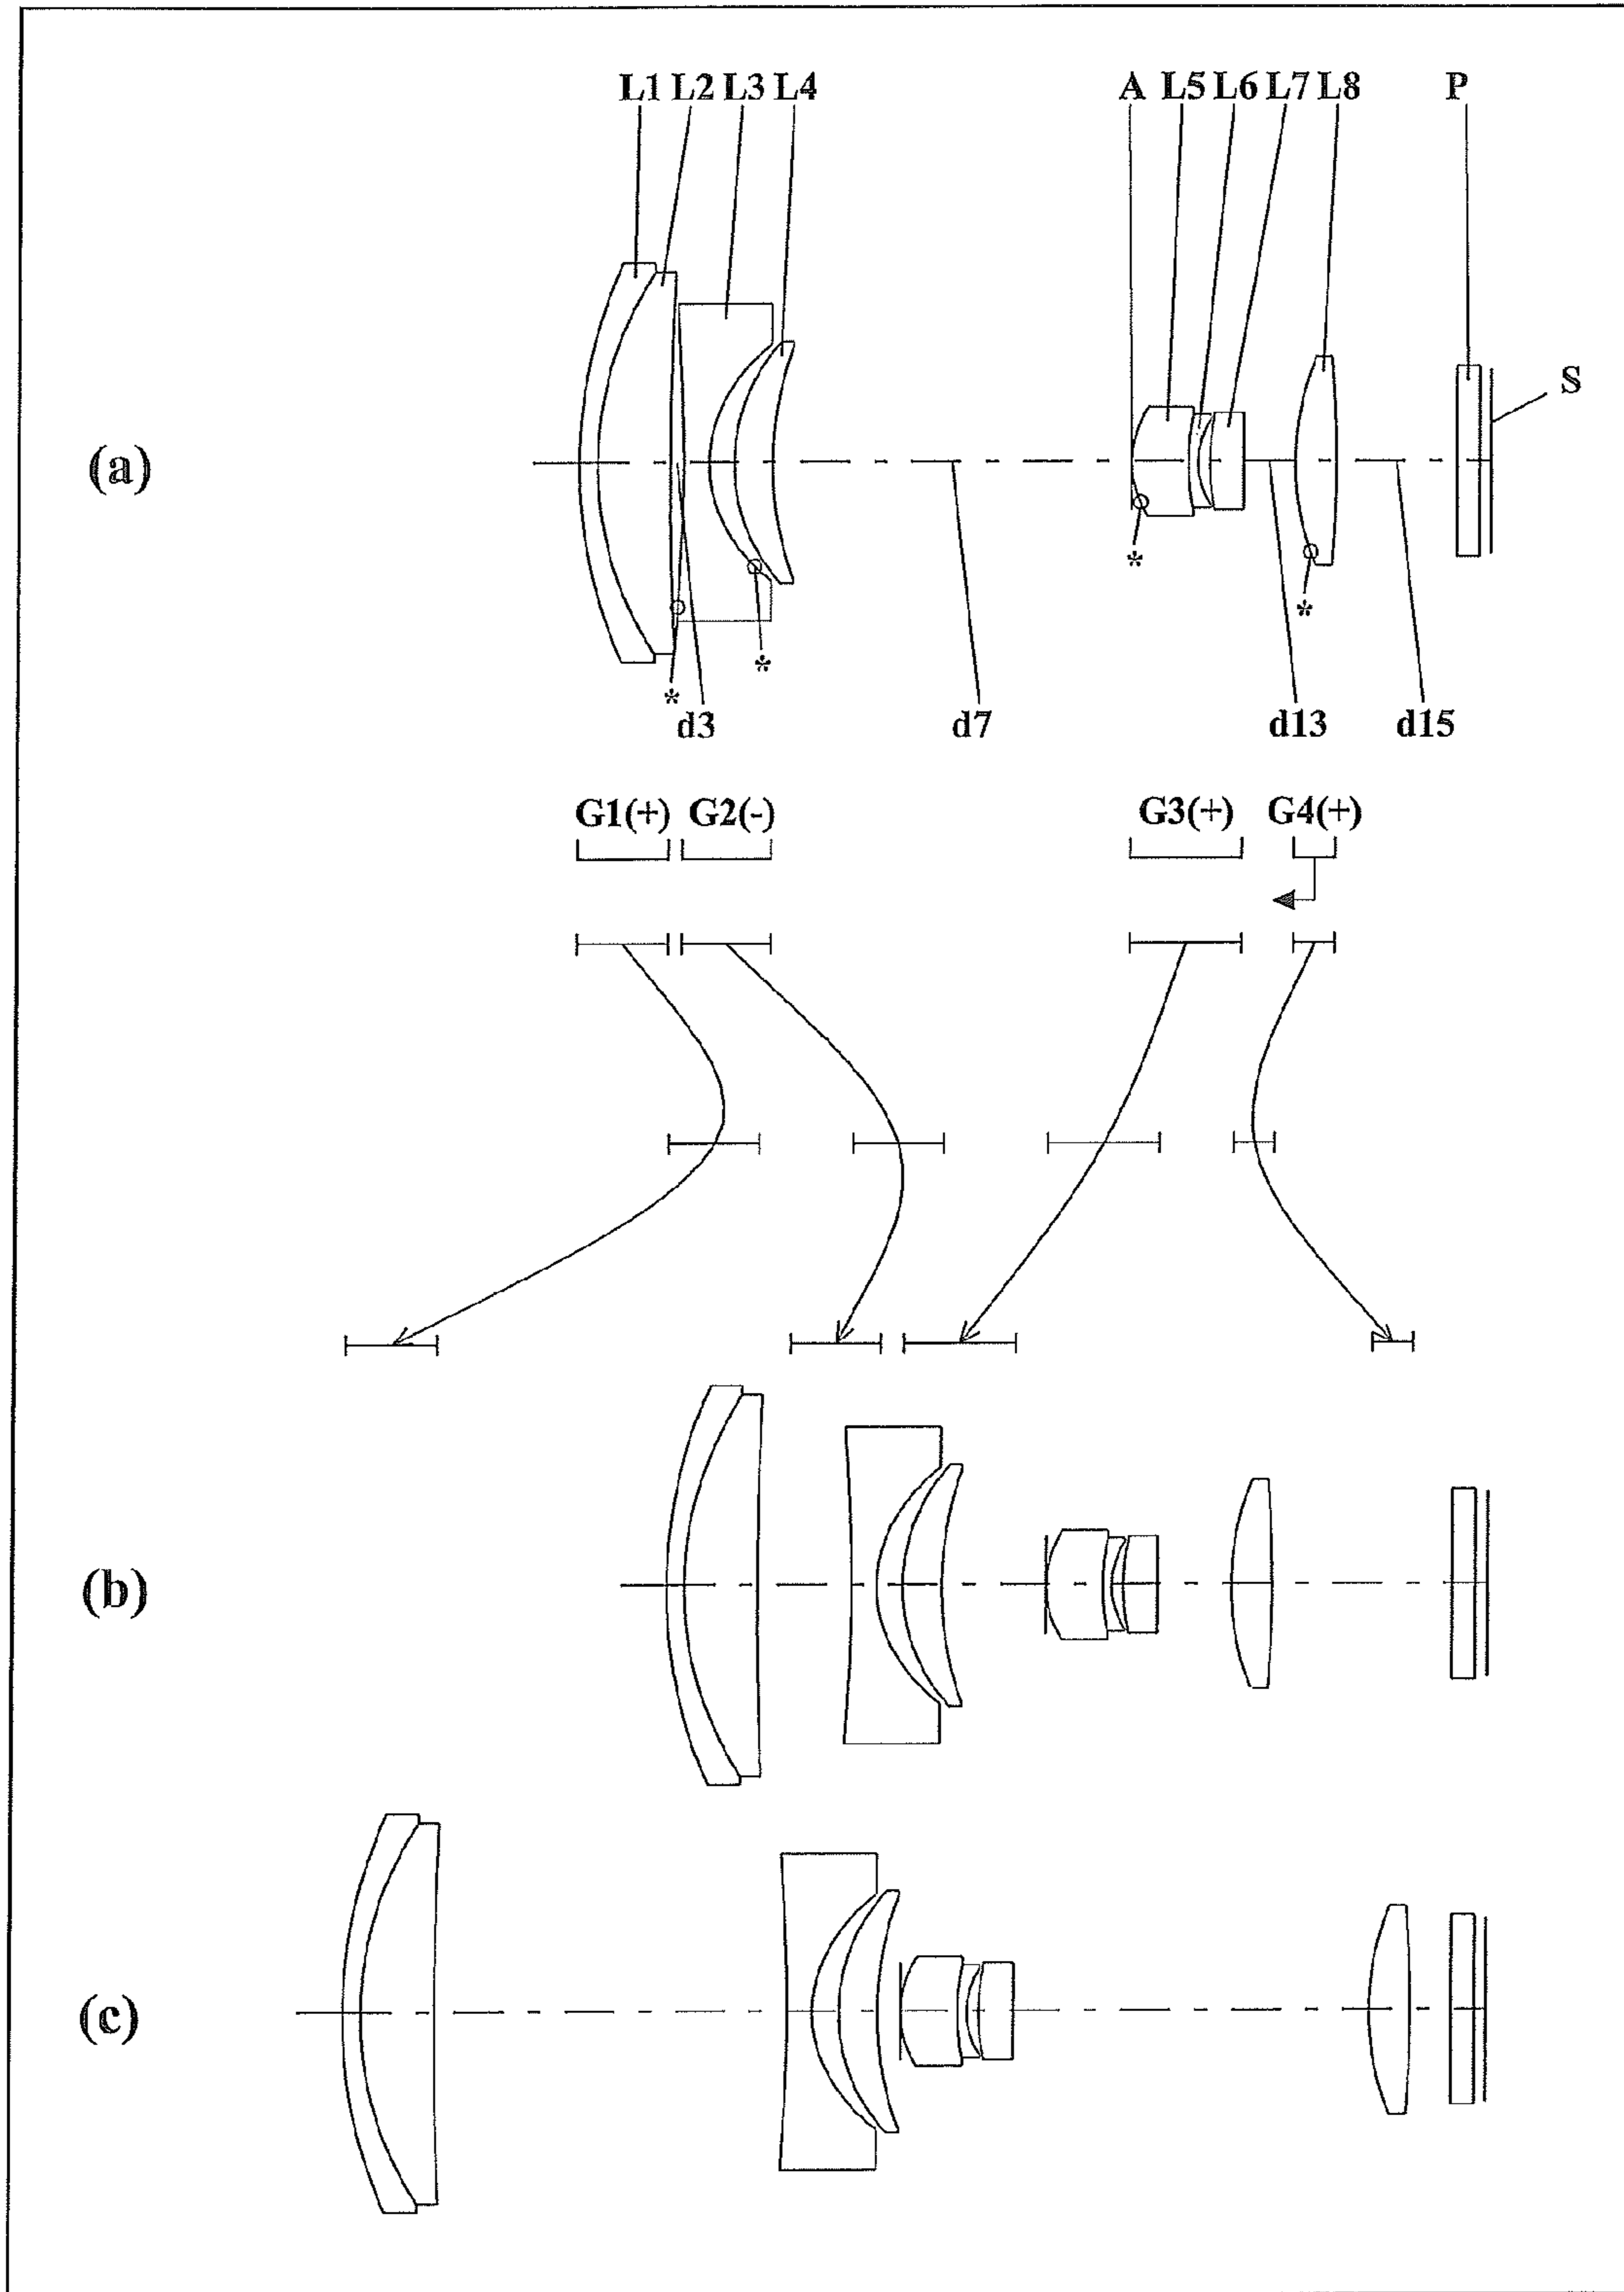 L1 L2 L3 L4 A L5 L6 L7 L8 P
S
(a)
*
*
*
*
d3 d7 d13 d15
G1(+) G2(-) G3(+) G4(+)
(b)
(c)